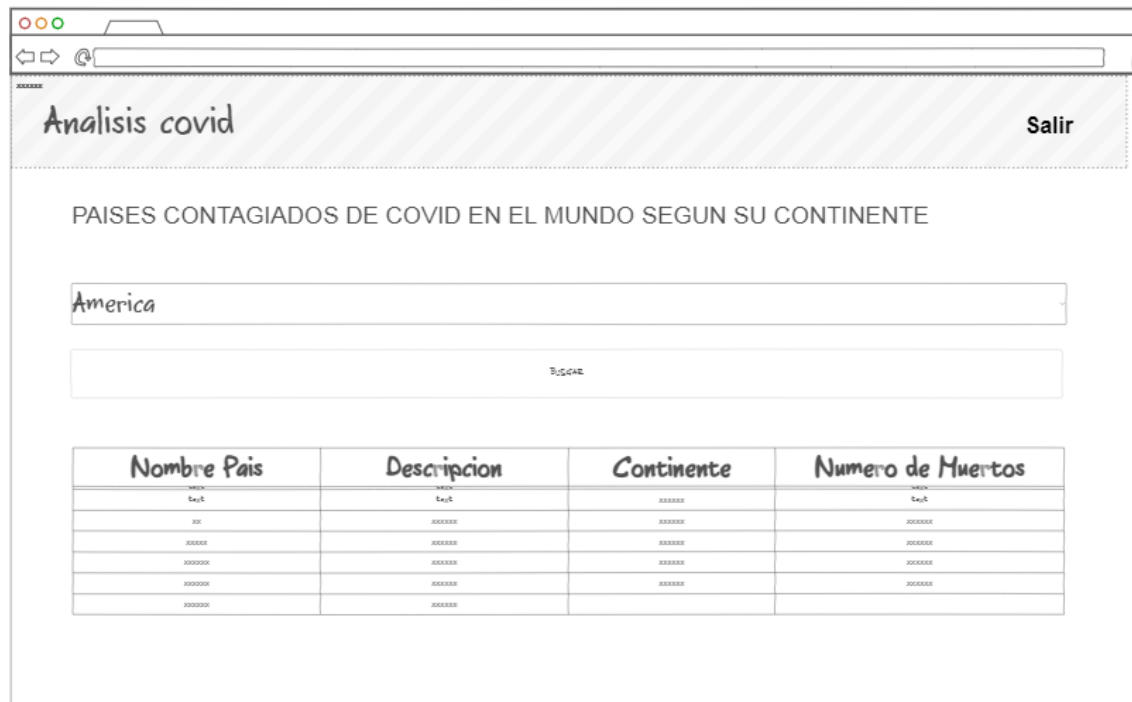 xxxxxx
Analisis covid
Salir
PAISES CONTAGIADOS DE COVID EN EL MUNDO SEGUN SU CONTINENTE
America
BUSCAR
Nombre Pais Descripcion Continente Numero de Muertos
text text xxxxxx text
xx xxxxxx xxxxxx xxxxxx
xxxxx xxxxxx xxxxxx xxxxxx
xxxxxx xxxxxx xxxxxx xxxxxx
xxxxxx xxxxxx xxxxxx xxxxxx
xxxxxx xxxxxx